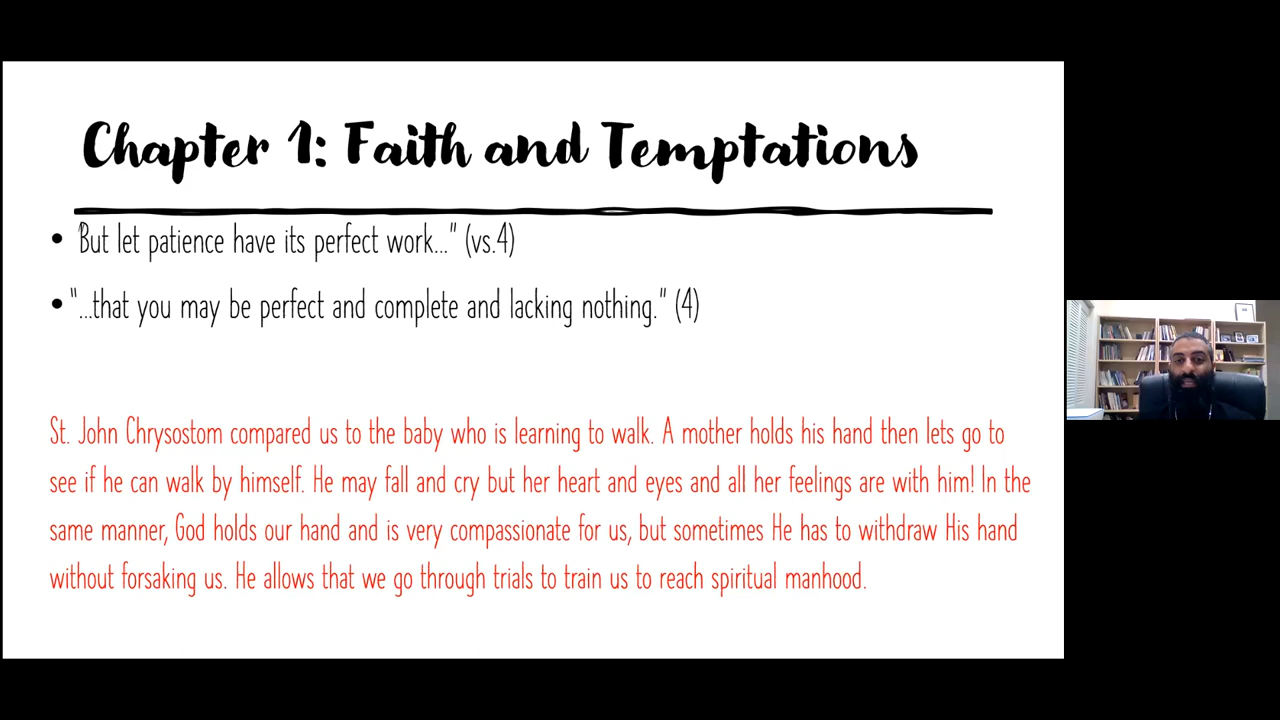 Chapter 1: Faith and Temptations
• "But let patience have its perfect work..." (vs.4)
• "...that you may be perfect and complete and lacking nothing." (4)
St. John Chrysostom compared us to the baby who is learning to walk. A mother holds his hand then lets go to
see if he can walk by himself. He may fall and cry but her heart and eyes and all her feelings are with him! In the
same manner, God holds our hand and is very compassionate for us, but sometimes He has to withdraw His hand
without forsaking us. He allows that we go through trials to train us to reach spiritual manhood.